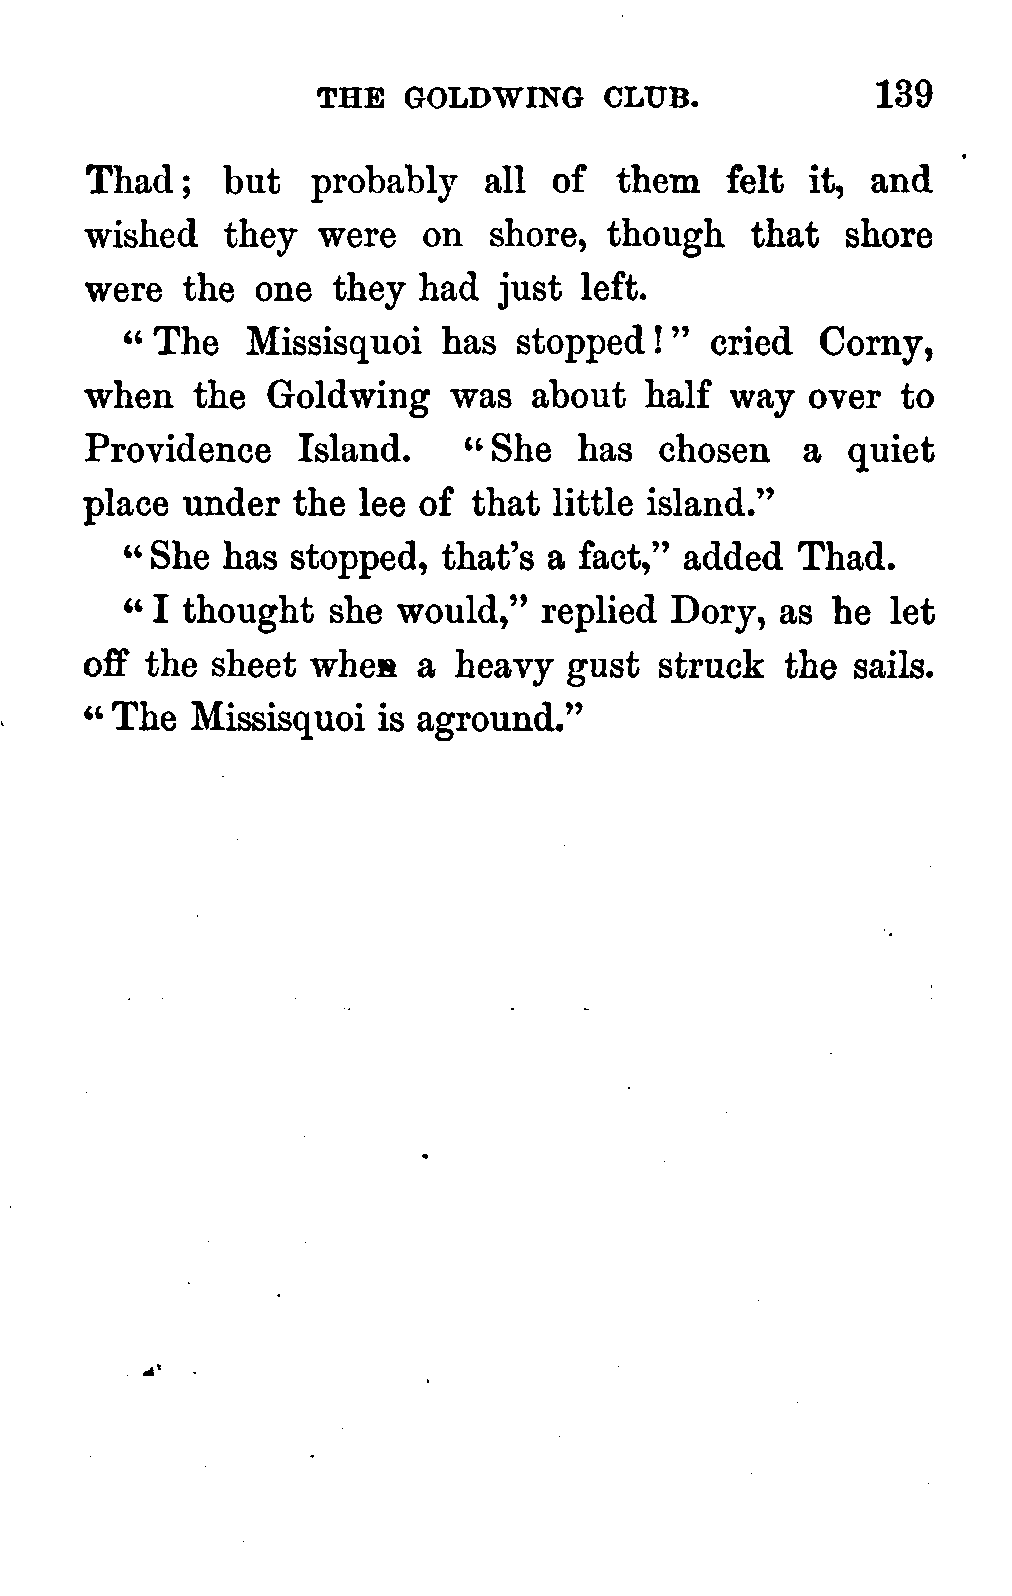 THE GOLDWING CLUB. 139
Thad; but probably all of them felt it, and
wished they were on shore, though that shore
were the one they had just left.
"The Missisquoi has stopped!" cried Corny,
when the Goldwing was about half way over to
Providence Island. "She has chosen a quiet
place under the lee of that little island."
"She has stopped, that's a fact," added Thad.
"I thought she would," replied Dory, as he let
off the sheet when a heavy gust struck the sails.
"The Missisquoi is aground."